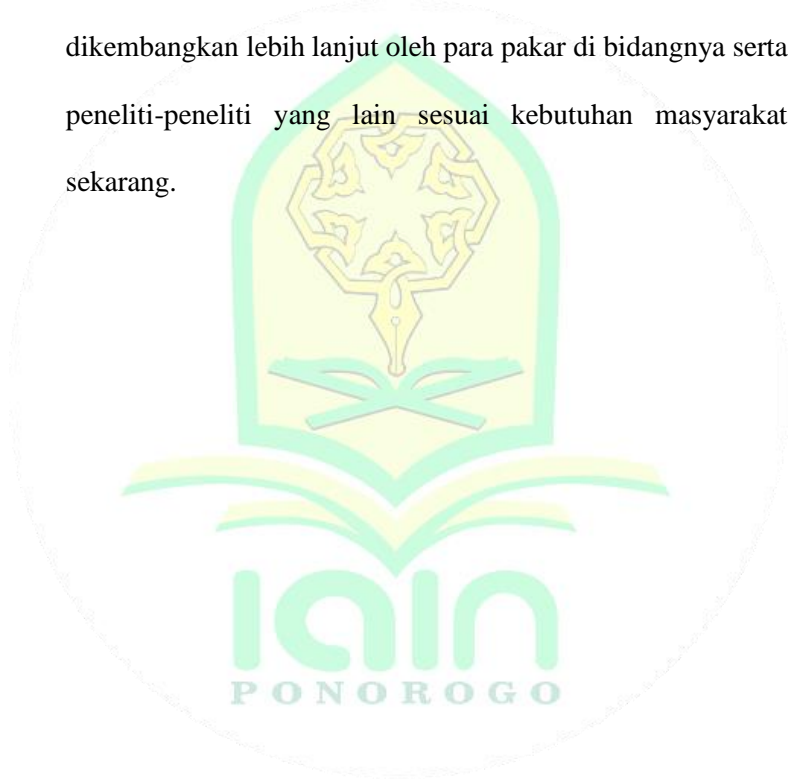 dikembangkan lebih lanjut oleh para pakar di bidangnya serta
peneliti-peneliti yang lain sesuai kebutuhan masyarakat
sekarang.
iain
PONOROGO